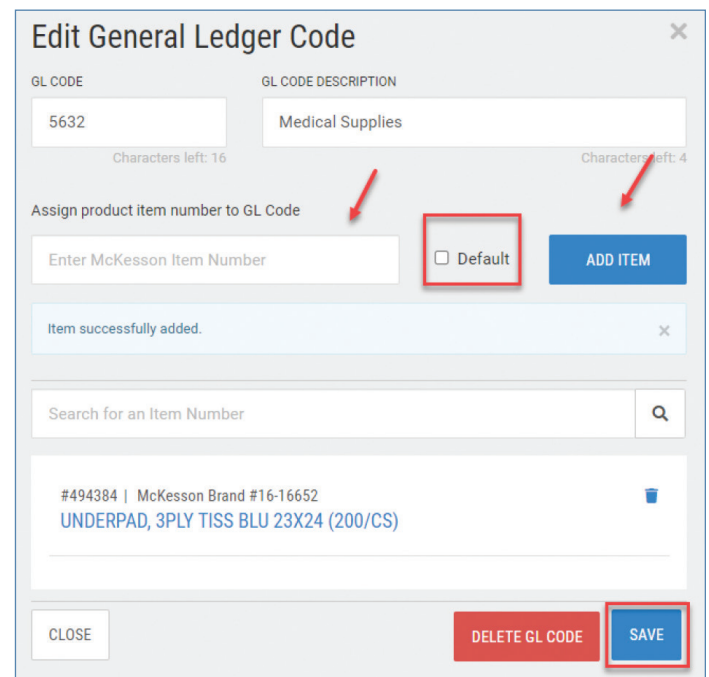 Edit General Ledger Code
GL CODE
GL CODE DESCRIPTION
5632
Medical Supplies
Characters left: 16
Characters left: 4
Assign product item number to GL Code
Enter McKesson Item Number
Default
ADD ITEM
Item successfully added.
Search for an Item Number
#494384 | McKesson Brand #16-16652
UNDERPAD, 3PLY TISS BLU 23X24 (200/CS)
CLOSE
DELETE GL CODE
SAVE